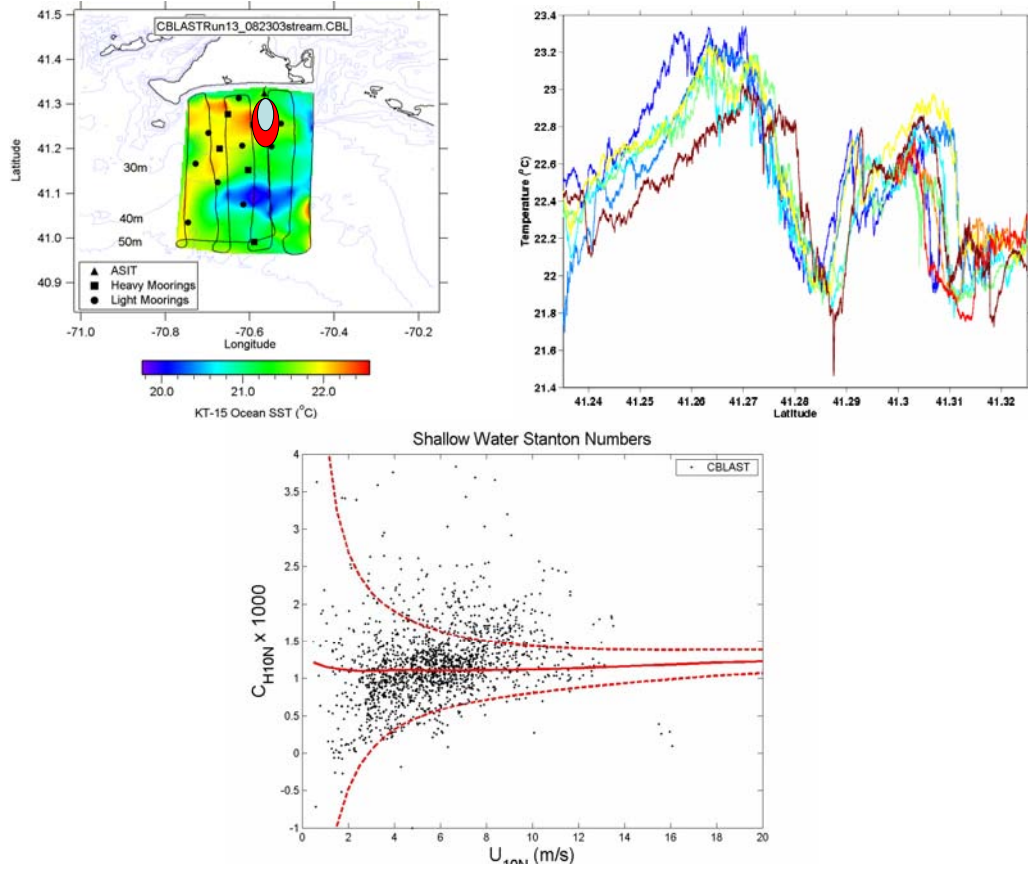 CBLASTRun13_082303stream.CBL
41.5
41.4
41.3
41.2
41.1
41.0
40.9
Latitude
30m
40m
50m
ASIT
Heavy Moorings
Light Moorings
-71.0 -70.8 -70.6 -70.4 -70.2
Longitude
20.0 21.0 22.0
KT-15 Ocean SST (°C)
23.4
23.2
23
22.8
22.6
22.4
22.2
22
21.8
21.6
21.4
Temperature (°C)
41.24 41.25 41.26 41.27 41.28 41.29 41.3 41.31 41.32
Latitude
Shallow Water Stanton Numbers
CBLAST
4
3.5
3
2.5
2
1.5
1
0.5
0
-0.5
-1
C_H10N x 1000
0 2 4 6 8 10 12 14 16 18 20
U_10N (m/s)